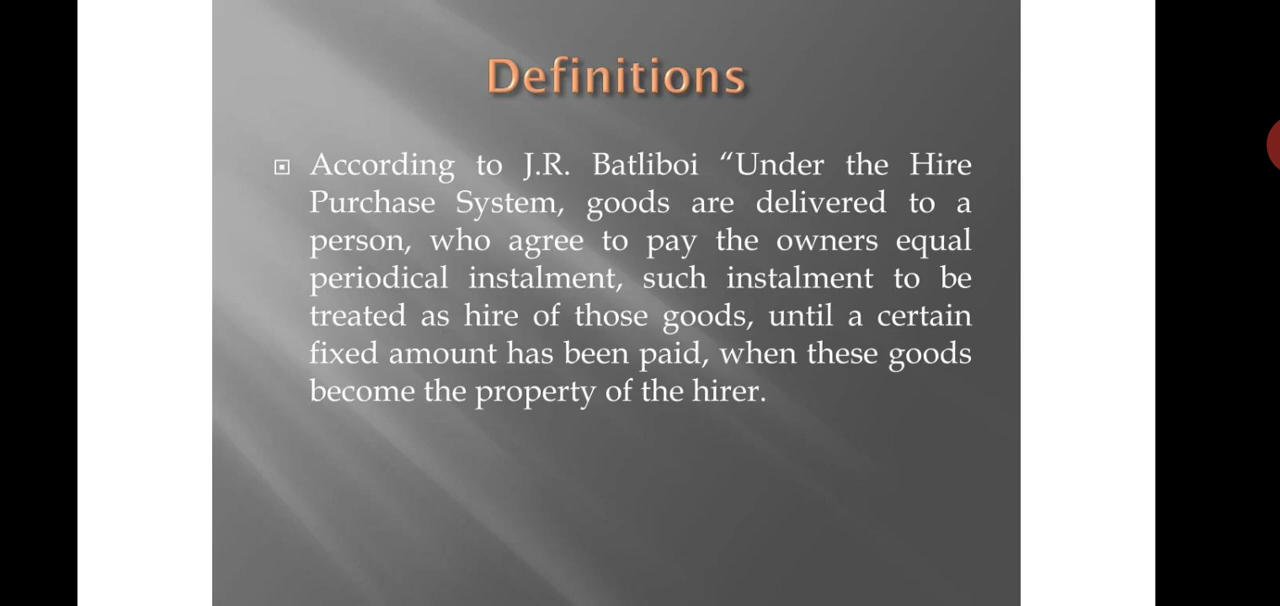 Definitions
According to J.R. Batliboi “Under the Hire
Purchase System, goods are delivered to a
person, who agree to pay the owners equal
periodical instalment, such instalment to be
treated as hire of those goods, until a certain
fixed amount has been paid, when these goods
become the property of the hirer.